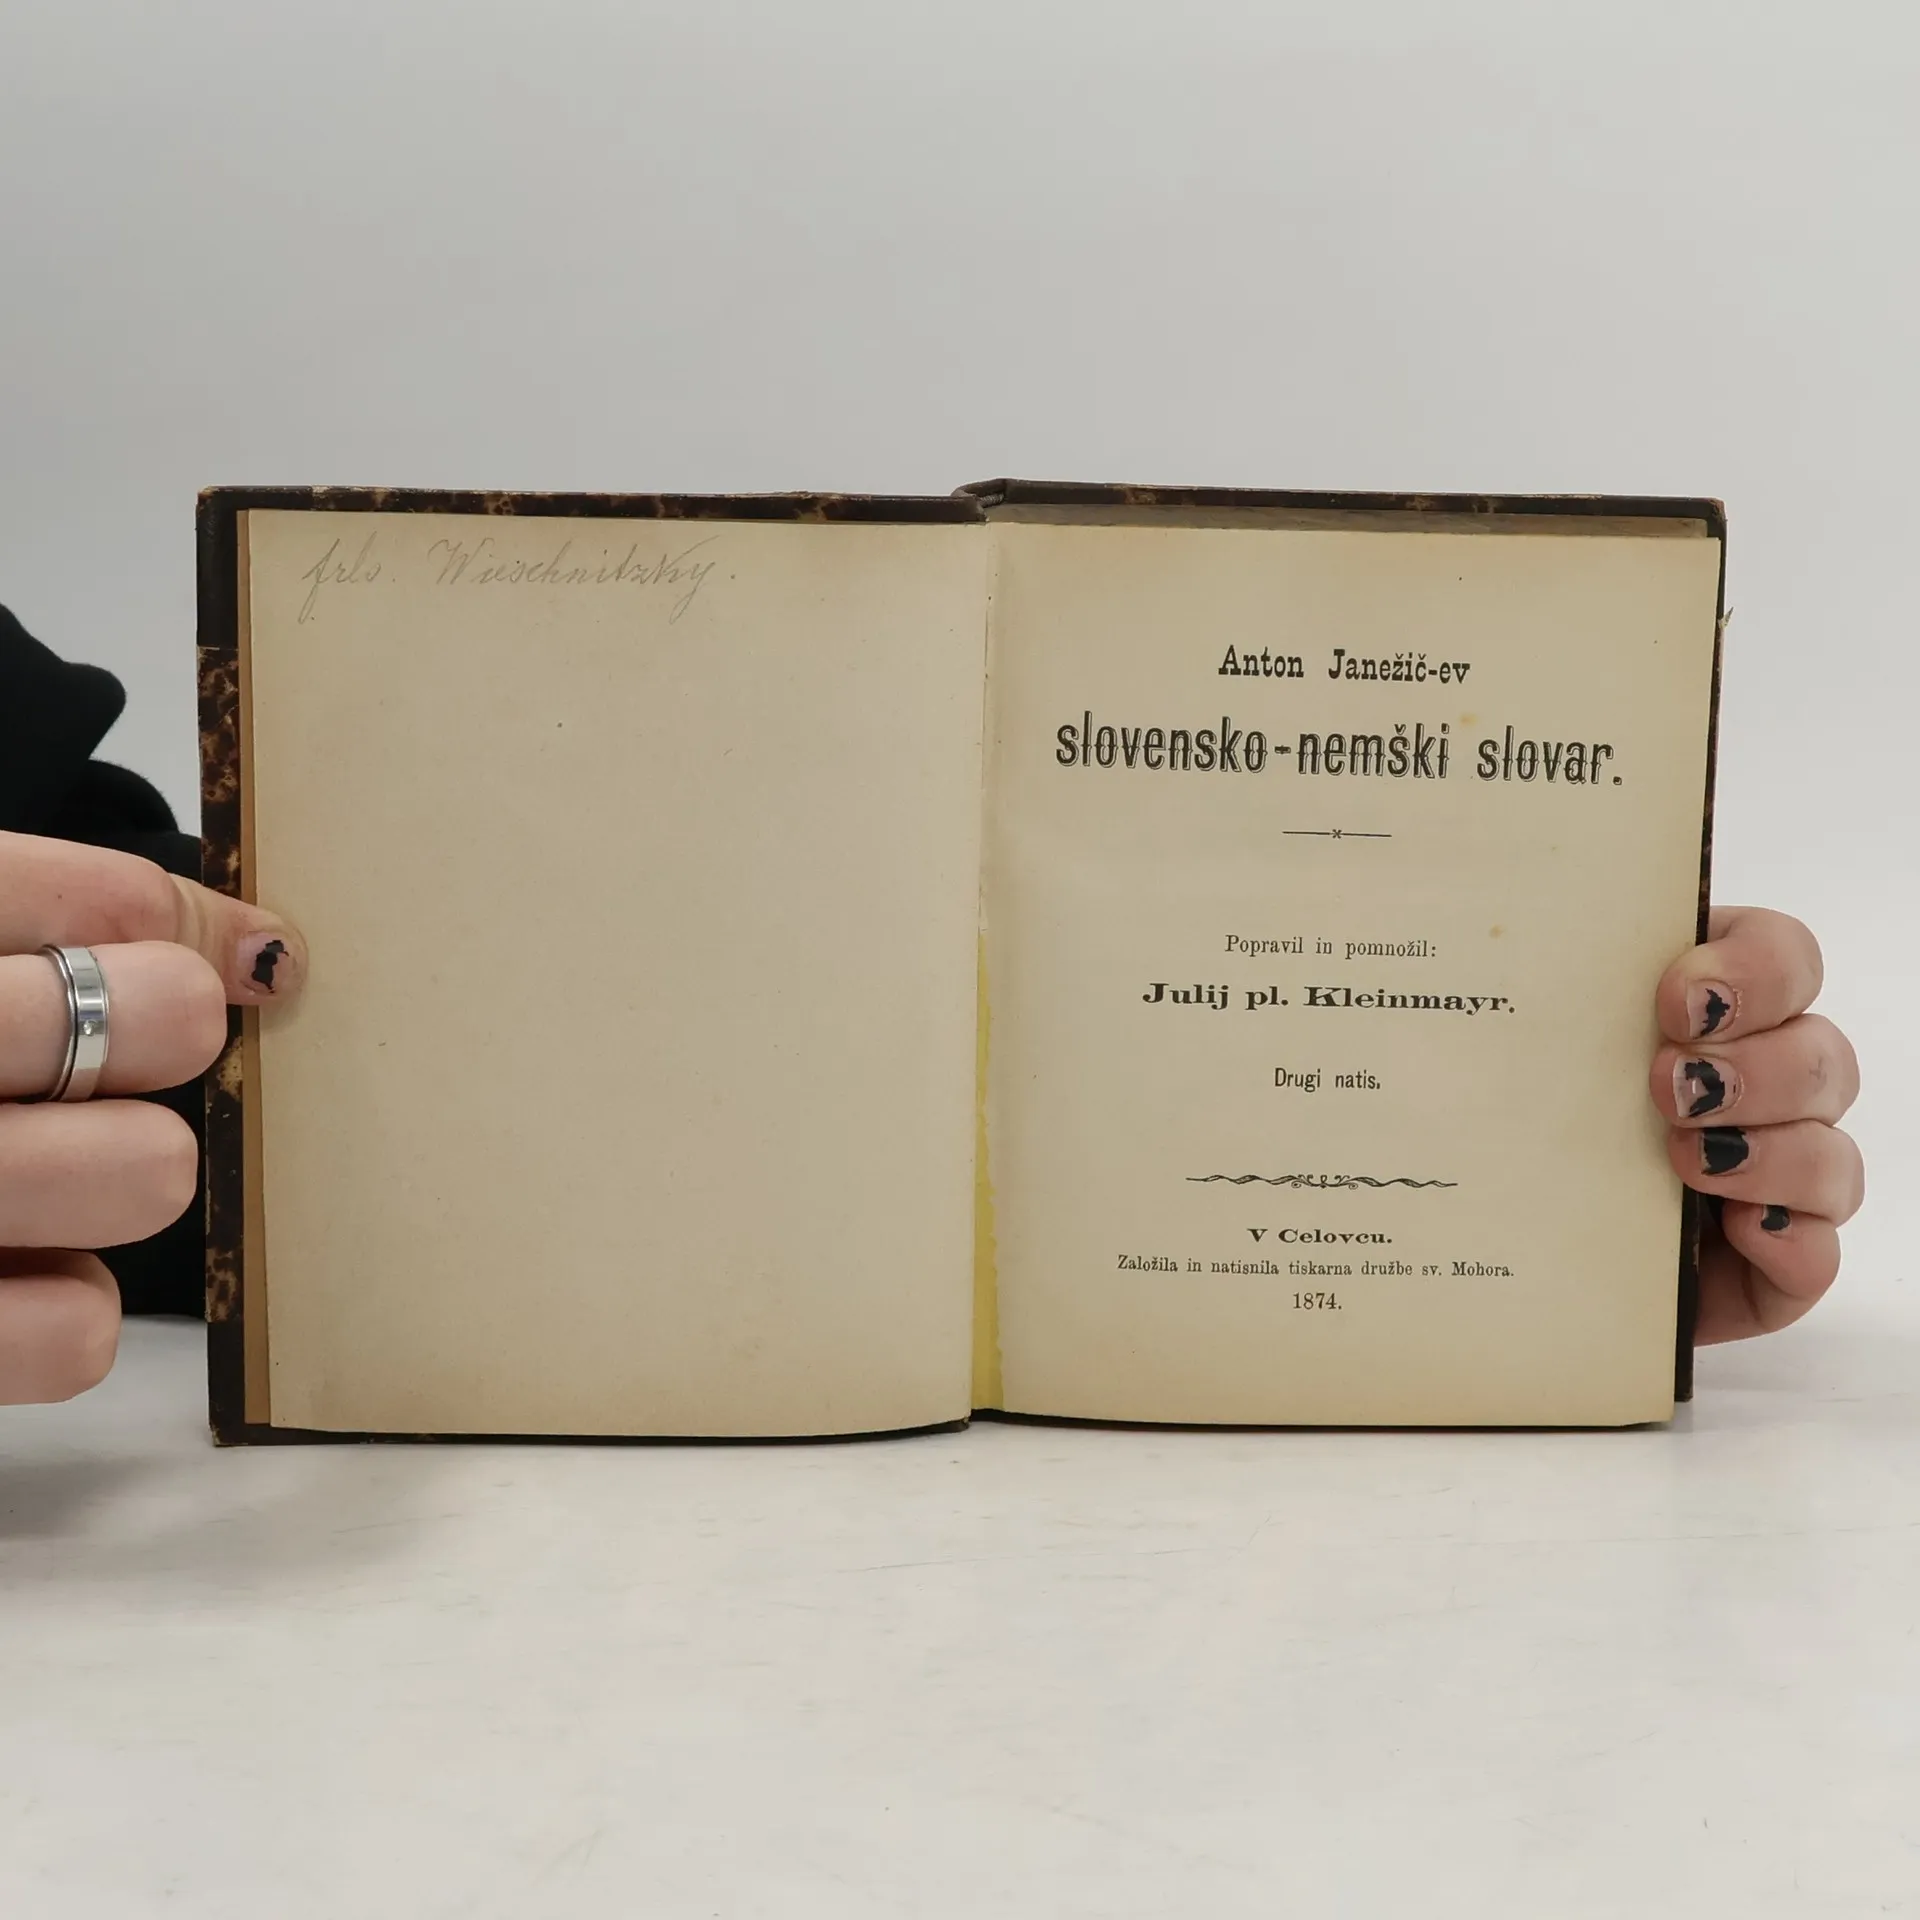 frls. Wieschnitzky.
Anton Janežič-ev
slovensko-nemški slovar.
Popravil in pomnožil:
Julij pl. Kleinmayr.
Drugi natis.
V Celovcu.
Založila in natisnila tiskarna družbe sv. Mohora.
1874.